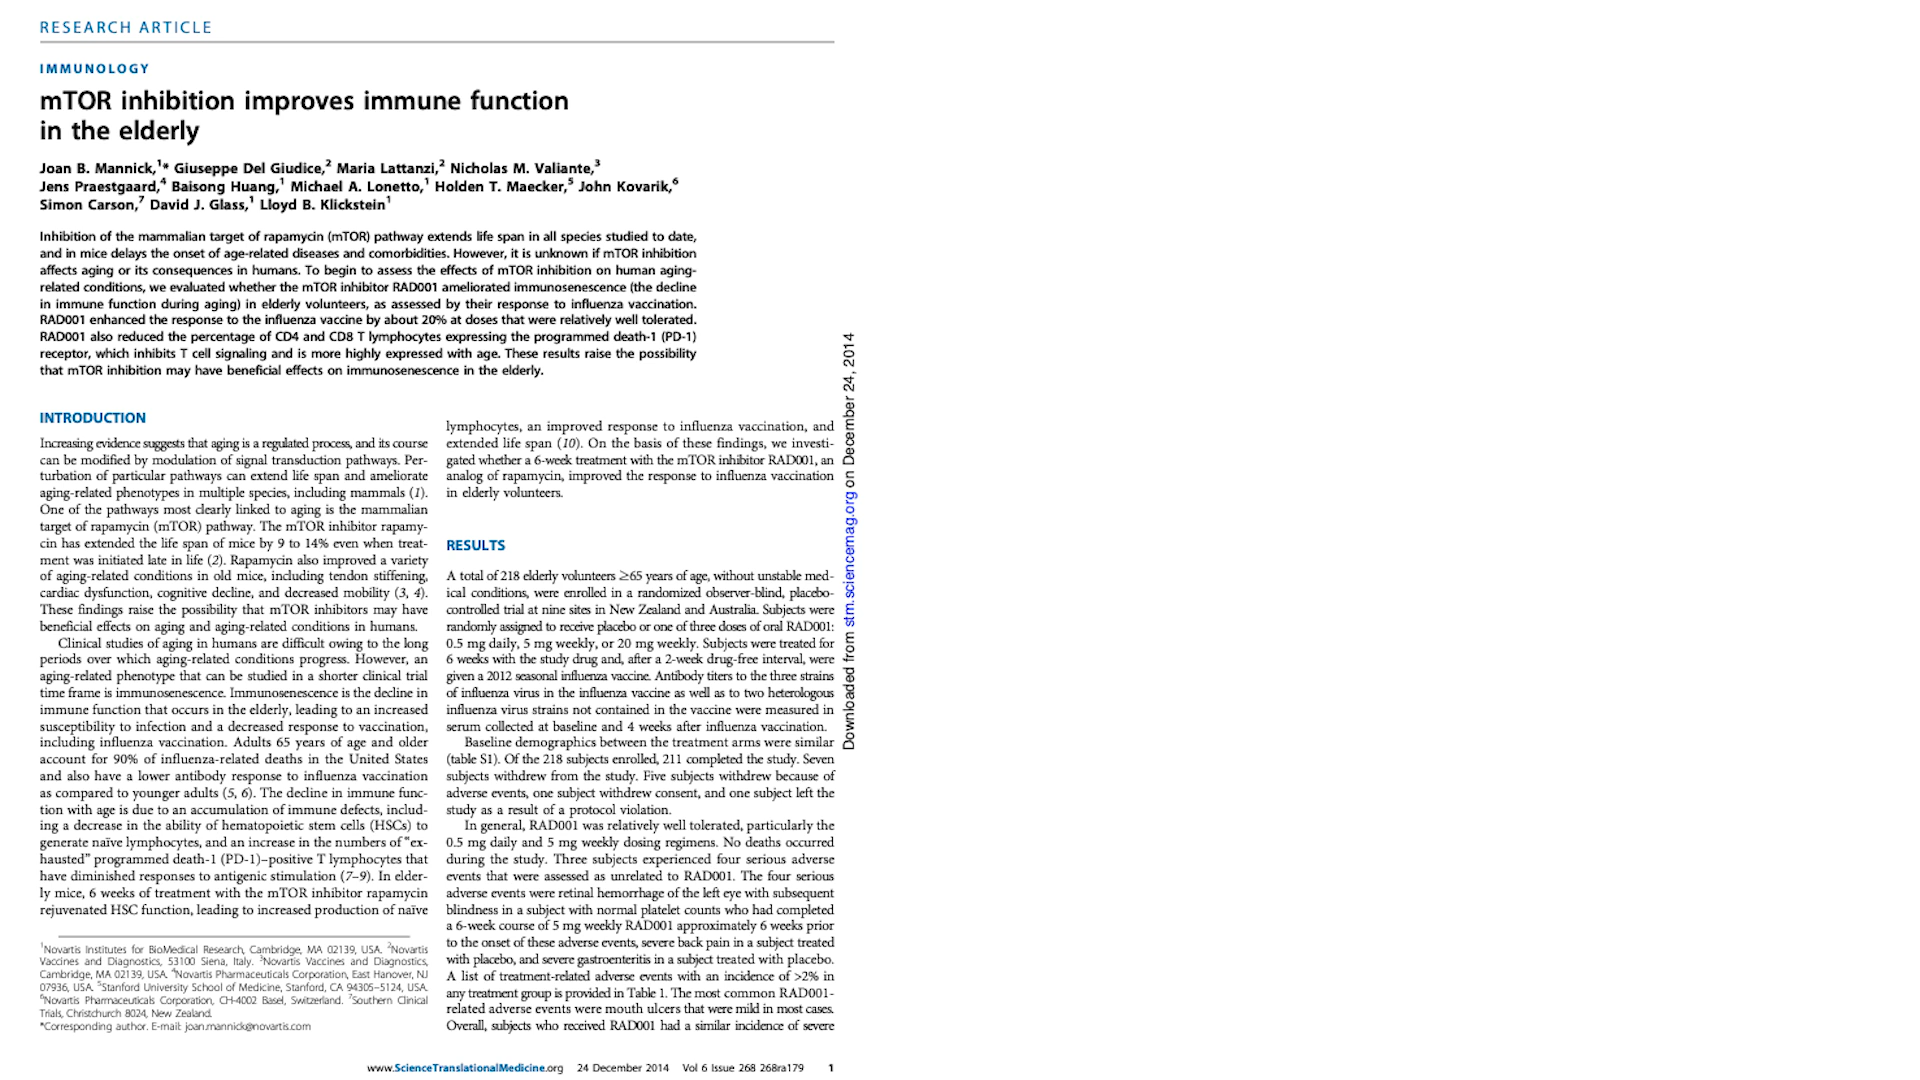 RESEARCH ARTICLE
IMMUNOLOGY
mTOR inhibition improves immune function
in the elderly
Joan B. Mannick,1* Giuseppe Del Giudice,2 Maria Lattanzi,2 Nicholas M. Valiante,3
Jens Praestgaard,4 Baisong Huang,1 Michael A. Lonetto,1 Holden T. Maecker,5 John Kovarik,6
Simon Carson,7 David J. Glass,1 Lloyd B. Klickstein1
Inhibition of the mammalian target of rapamycin (mTOR) pathway extends life span in all species studied to date,
and in mice delays the onset of age-related diseases and comorbidities. However, it is unknown if mTOR inhibition
affects aging or its consequences in humans. To begin to assess the effects of mTOR inhibition on human aging-
related conditions, we evaluated whether the mTOR inhibitor RAD001 ameliorated immunosenescence (the decline
in immune function during aging) in elderly volunteers, as assessed by their response to influenza vaccination.
RAD001 enhanced the response to the influenza vaccine by about 20% at doses that were relatively well tolerated.
RAD001 also reduced the percentage of CD4 and CD8 T lymphocytes expressing the programmed death-1 (PD-1)
receptor, which inhibits T cell signaling and is more highly expressed with age. These results raise the possibility
that mTOR inhibition may have beneficial effects on immunosenescence in the elderly.
INTRODUCTION
Increasing evidence suggests that aging is a regulated process, and its course
can be modified by modulation of signal transduction pathways. Per-
turbation of particular pathways can extend life span and ameliorate
aging-related phenotypes in multiple species, including mammals (1).
One of the pathways most clearly linked to aging is the mammalian
target of rapamycin (mTOR) pathway. The mTOR inhibitor rapamy-
cin has extended the life span of mice by 9 to 14% even when treat-
ment was initiated late in life (2). Rapamycin also improved a variety
of aging-related conditions in old mice, including tendon stiffening,
cardiac dysfunction, cognitive decline, and decreased mobility (3, 4).
These findings raise the possibility that mTOR inhibitors may have
beneficial effects on aging and aging-related conditions in humans.
Clinical studies of aging in humans are difficult owing to the long
periods over which aging-related conditions progress. However, an
aging-related phenotype that can be studied in a shorter clinical trial
time frame is immunosenescence. Immunosenescence is the decline in
immune function that occurs in the elderly, leading to an increased
susceptibility to infection and a decreased response to vaccination,
including influenza vaccination. Adults 65 years of age and older
account for 90% of influenza-related deaths in the United States
and also have a lower antibody response to influenza vaccination
as compared to younger adults (5, 6). The decline in immune func-
tion with age is due to an accumulation of immune defects, includ-
ing a decrease in the ability of hematopoietic stem cells (HSCs) to
generate naïve lymphocytes, and an increase in the numbers of "ex-
hausted" programmed death-1 (PD-1)–positive T lymphocytes that
have diminished responses to antigenic stimulation (7–9). In elder-
ly mice, 6 weeks of treatment with the mTOR inhibitor rapamycin
rejuvenated HSC function, leading to increased production of naïve
1Novartis Institutes for BioMedical Research, Cambridge, MA 02139, USA. 2Novartis
Vaccines and Diagnostics, 53100 Siena, Italy. 3Novartis Vaccines and Diagnostics,
Cambridge, MA 02139, USA. 4Novartis Pharmaceuticals Corporation, East Hanover, NJ
07936, USA. 5Stanford University School of Medicine, Stanford, CA 94305–5124, USA.
6Novartis Pharmaceuticals Corporation, CH-4002 Basel, Switzerland. 7Southern Clinical
Trials, Christchurch 8024, New Zealand.
*Corresponding author. E-mail: joan.mannick@novartis.com
lymphocytes, an improved response to influenza vaccination, and
extended life span (10). On the basis of these findings, we investi-
gated whether a 6-week treatment with the mTOR inhibitor RAD001, an
analog of rapamycin, improved the response to influenza vaccination
in elderly volunteers.
RESULTS
A total of 218 elderly volunteers ≥65 years of age, without unstable med-
ical conditions, were enrolled in a randomized observer-blind, placebo-
controlled trial at nine sites in New Zealand and Australia. Subjects were
randomly assigned to receive placebo or one of three doses of oral RAD001:
0.5 mg daily, 5 mg weekly, or 20 mg weekly. Subjects were treated for
6 weeks with the study drug and, after a 2-week drug-free interval, were
given a 2012 seasonal influenza vaccine. Antibody titers to the three strains
of influenza virus in the influenza vaccine as well as to two heterologous
influenza virus strains not contained in the vaccine were measured in
serum collected at baseline and 4 weeks after influenza vaccination.
Baseline demographics between the treatment arms were similar
(table S1). Of the 218 subjects enrolled, 211 completed the study. Seven
subjects withdrew from the study. Five subjects withdrew because of
adverse events, one subject withdrew consent, and one subject left the
study as a result of a protocol violation.
In general, RAD001 was relatively well tolerated, particularly the
0.5 mg daily and 5 mg weekly dosing regimens. No deaths occurred
during the study. Three subjects experienced four serious adverse
events that were assessed as unrelated to RAD001. The four serious
adverse events were retinal hemorrhage of the left eye with subsequent
blindness in a subject with normal platelet counts who had completed
a 6-week course of 5 mg weekly RAD001 approximately 6 weeks prior
to the onset of these adverse events, severe back pain in a subject treated
with placebo, and severe gastroenteritis in a subject treated with placebo.
A list of treatment-related adverse events with an incidence of >2% in
any treatment group is provided in Table 1. The most common RAD001-
related adverse events were mouth ulcers that were mild in most cases.
Overall, subjects who received RAD001 had a similar incidence of severe
Downloaded from stm.sciencemag.org on December 24, 2014
www.ScienceTranslationalMedicine.org 24 December 2014 Vol 6 Issue 268 268ra179 1